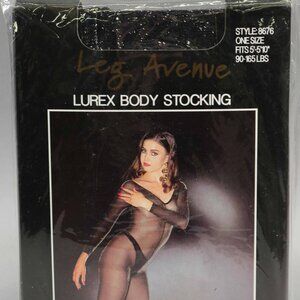 STYLE: 8676
ONE SIZE
FITS 5'-5'10"
90-165 LBS
Leg Avenue
LUREX BODY STOCKING